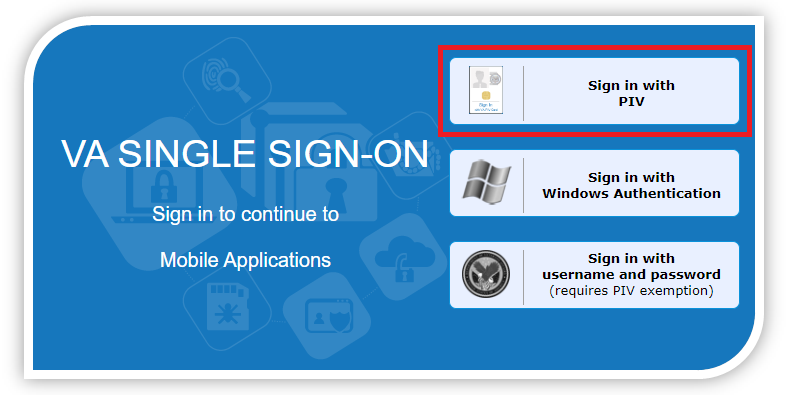 VA SINGLE SIGN-ON
Sign in to continue to
Mobile Applications
Sign in with
PIV
Sign in with
Windows Authentication
Sign in with
username and password
(requires PIV exemption)